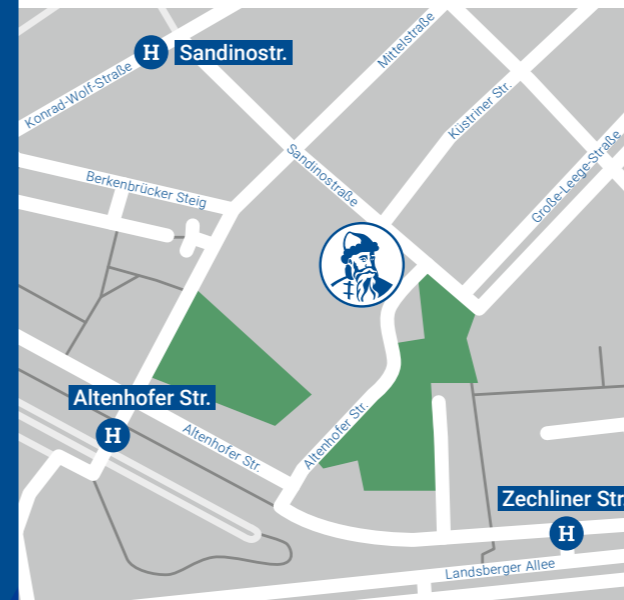 H Sandinostr.
Mittelstraße
Konrad-Wolf-Straße
Küstriner Str.
Sandinostraße
Große-Leege-Straße
Berkenbrücker Steig
Altenhofer Str.
H
Altenhofer Str.
Altenhofer Str.
Zechliner Str
H
Landsberger Allee